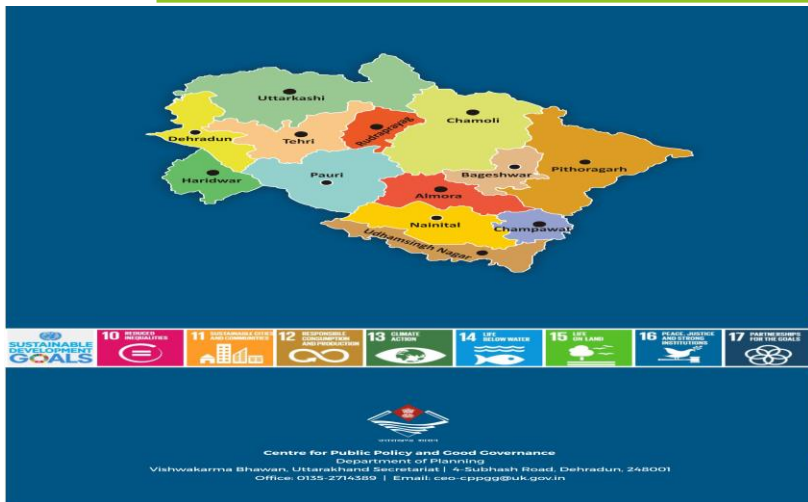 Uttarkashi
Dehradun
Tehri
Rudraprayag
Chamoli
Haridwar
Pauri
Bageshwar
Pithoragarh
Almora
Nainital
Champawat
Udhamsingh Nagar
SUSTAINABLE
DEVELOPMENT
GOALS
10 REDUCED
INEQUALITIES
11 SUSTAINABLE CITIES
AND COMMUNITIES
12 RESPONSIBLE
CONSUMPTION
AND PRODUCTION
13 CLIMATE
ACTION
14 LIFE
BELOW WATER
15 LIFE
ON LAND
16 PEACE, JUSTICE
AND STRONG
INSTITUTIONS
17 PARTNERSHIPS
FOR THE GOALS
Centre for Public Policy and Good Governance
Department of Planning
Vishwakarma Bhawan, Uttarakhand Secretariat | 4-Subhash Road, Dehradun, 248001
Office: 0135-2714389 | Email: ceo-cppgg@uk.gov.in